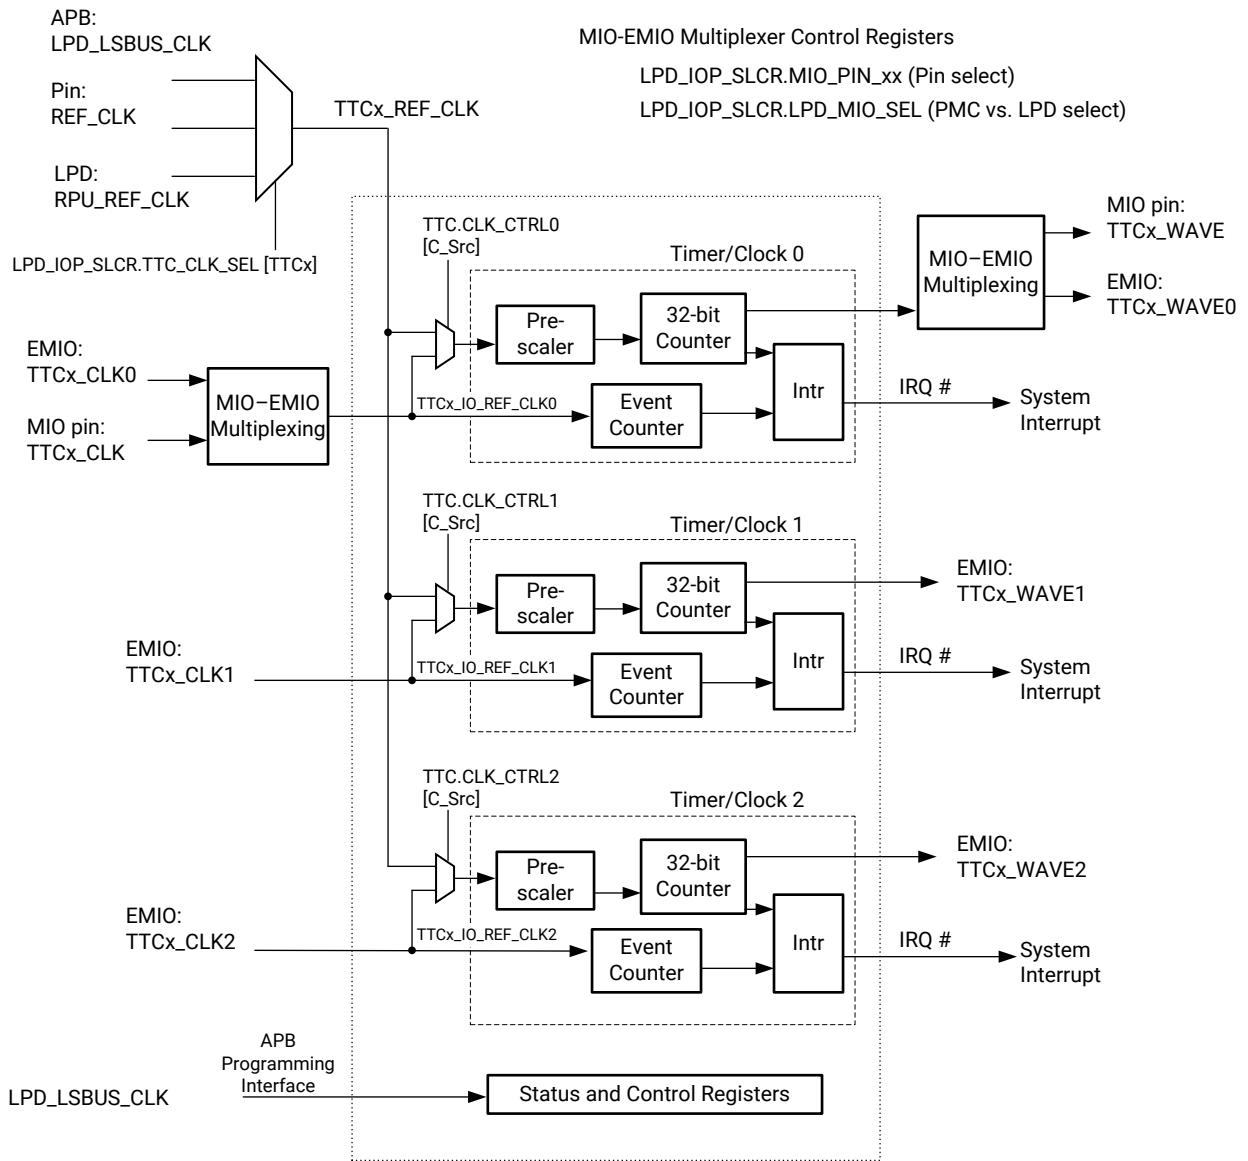 APB:
LPD_LSBUS_CLK
Pin:
REF_CLK
LPD:
RPU_REF_CLK
LPD_IOP_SLCR.TTC_CLK_SEL [TTCx]
TTCx_REF_CLK
MIO-EMIO Multiplexer Control Registers
LPD_IOP_SLCR.MIO_PIN_xx (Pin select)
LPD_IOP_SLCR.LPD_MIO_SEL (PMC vs. LPD select)
EMIO:
TTCx_CLK0
MIO pin:
TTCx_CLK
MIO–EMIO
Multiplexing
TTC.CLK_CTRL0
[C_Src]
Timer/Clock 0
Pre-
scaler
32-bit
Counter
TTCx_IO_REF_CLK0
Event
Counter
Intr
MIO–EMIO
Multiplexing
MIO pin:
TTCx_WAVE
EMIO:
TTCx_WAVE0
IRQ #
System
Interrupt
EMIO:
TTCx_CLK1
TTC.CLK_CTRL1
[C_Src]
Timer/Clock 1
Pre-
scaler
32-bit
Counter
TTCx_IO_REF_CLK1
Event
Counter
Intr
EMIO:
TTCx_WAVE1
IRQ #
System
Interrupt
EMIO:
TTCx_CLK2
TTC.CLK_CTRL2
[C_Src]
Timer/Clock 2
Pre-
scaler
32-bit
Counter
TTCx_IO_REF_CLK2
Event
Counter
Intr
EMIO:
TTCx_WAVE2
IRQ #
System
Interrupt
LPD_LSBUS_CLK
APB
Programming
Interface
Status and Control Registers